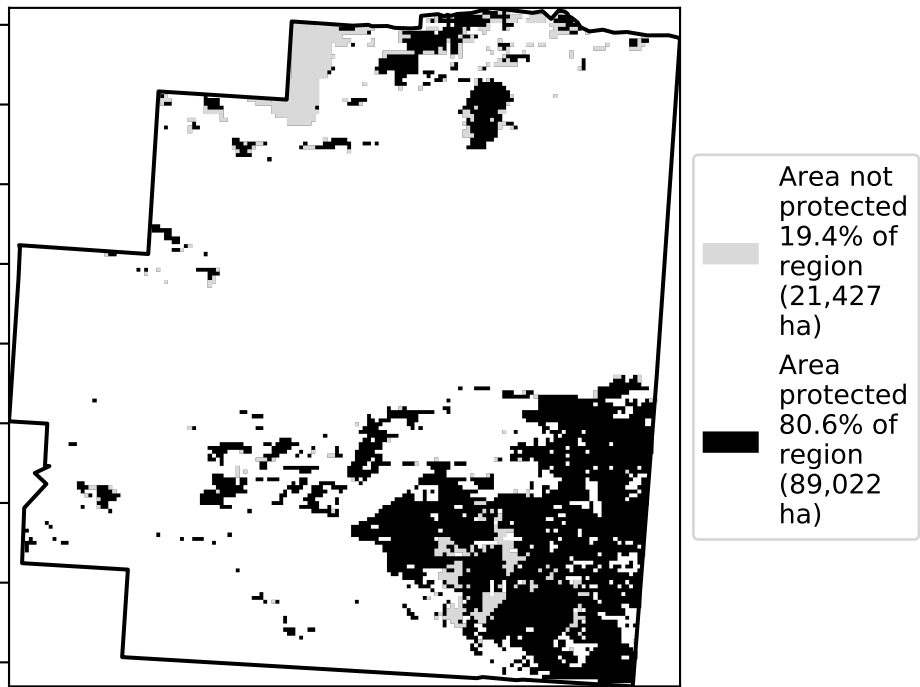 Area not
protected
19.4% of
region
(21,427
ha)
Area
protected
80.6% of
region
(89,022
ha)